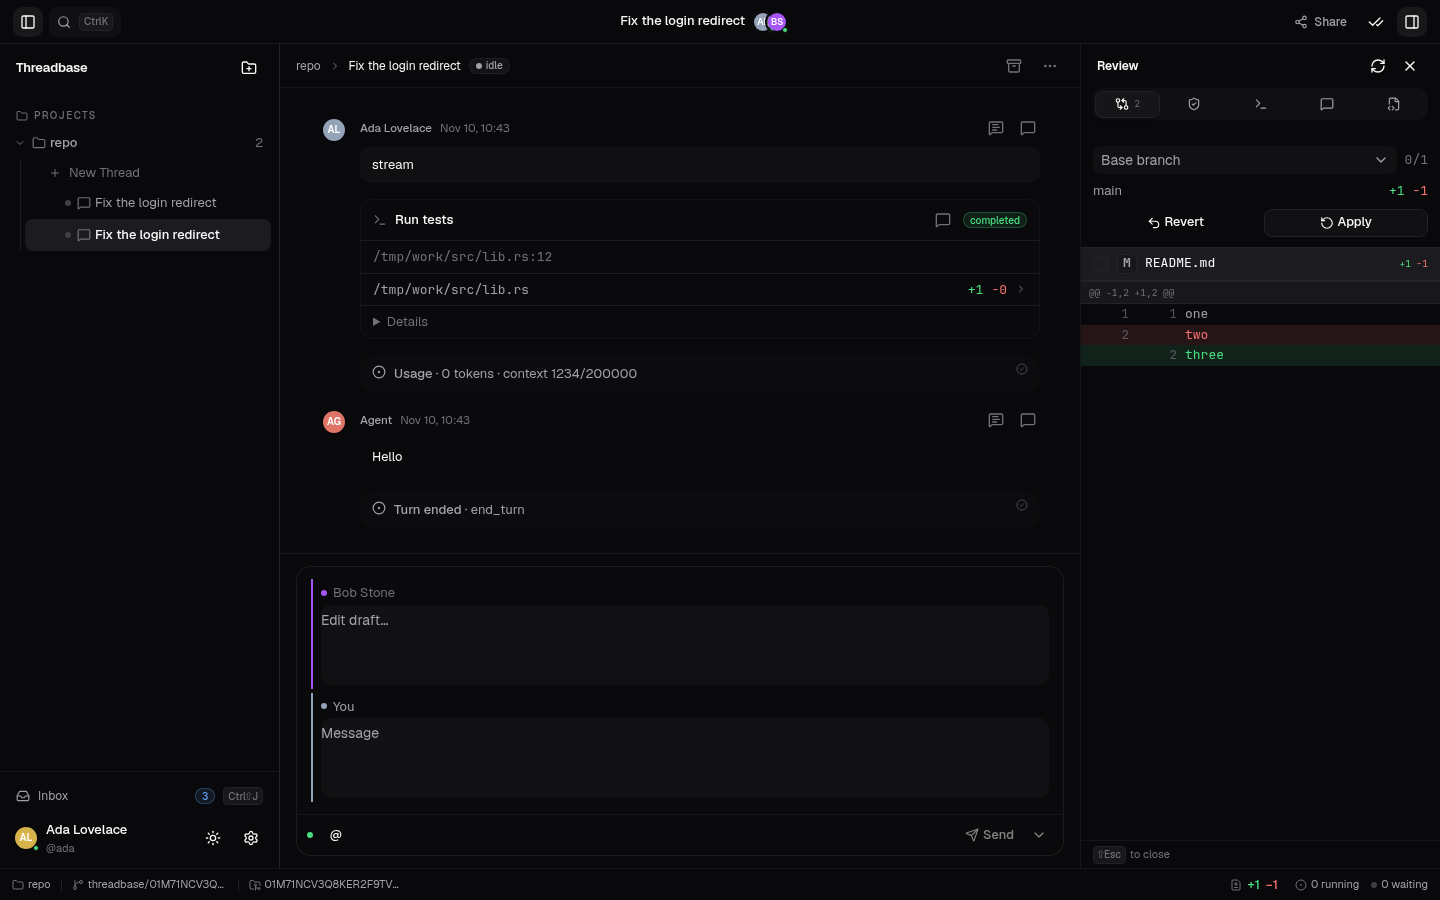 CtrlK
Fix the login redirect
BS
Share
Threadbase
PROJECTS
repo 2
New Thread
Fix the login redirect
Fix the login redirect
Inbox 3 Ctrl⇧J
AL Ada Lovelace
@ada
repo Fix the login redirect idle
AL Ada Lovelace Nov 10, 10:43
stream
Run tests completed
/tmp/work/src/lib.rs:12
/tmp/work/src/lib.rs +1 -0
Details
Usage · 0 tokens · context 1234/200000
AG Agent Nov 10, 10:43
Hello
Turn ended · end_turn
Bob Stone
Edit draft…
You
Message
@ Send
Review
2
Base branch 0/1
main +1 -1
Revert Apply
M README.md +1 -1
@@ -1,2 +1,2 @@
1 1 one
2 two
2 three
⇧Esc to close
repo threadbase/01M71NCV3Q… 01M71NCV3Q8KER2F9TV… +1 −1 0 running 0 waiting